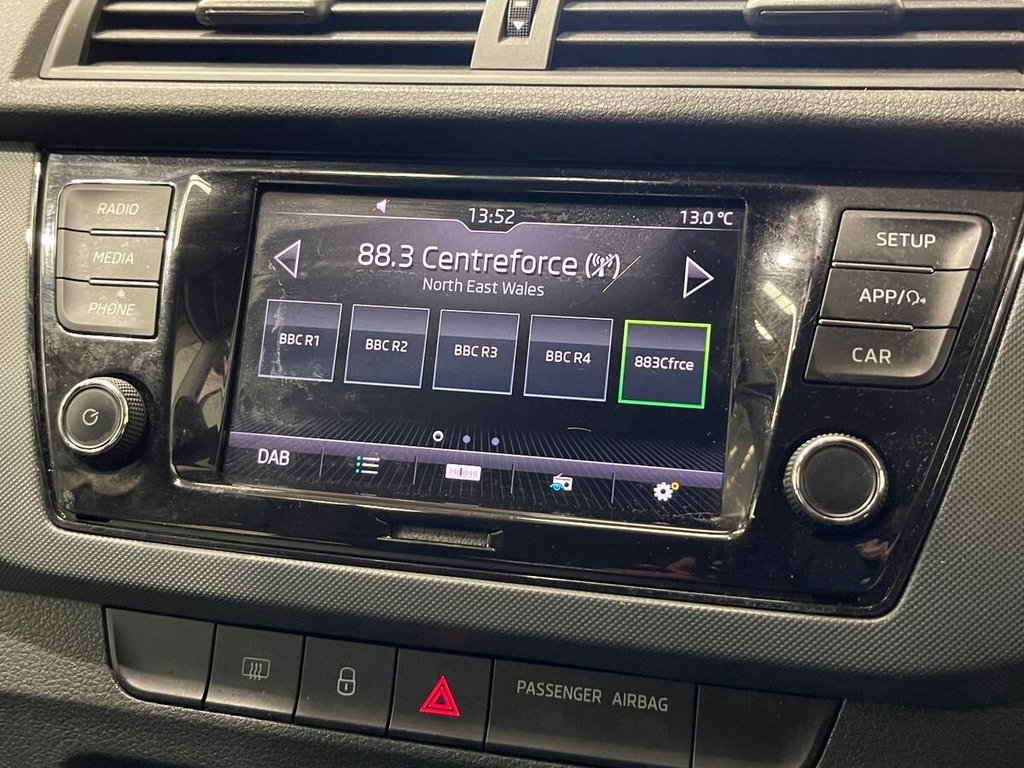 RADIO
MEDIA
PHONE
13:52
13.0 °C
88.3 Centreforce
North East Wales
BBC R1
BBC R2
BBC R3
BBC R4
883Cfrce
DAB
SETUP
APP/
CAR
PASSENGER AIRBAG